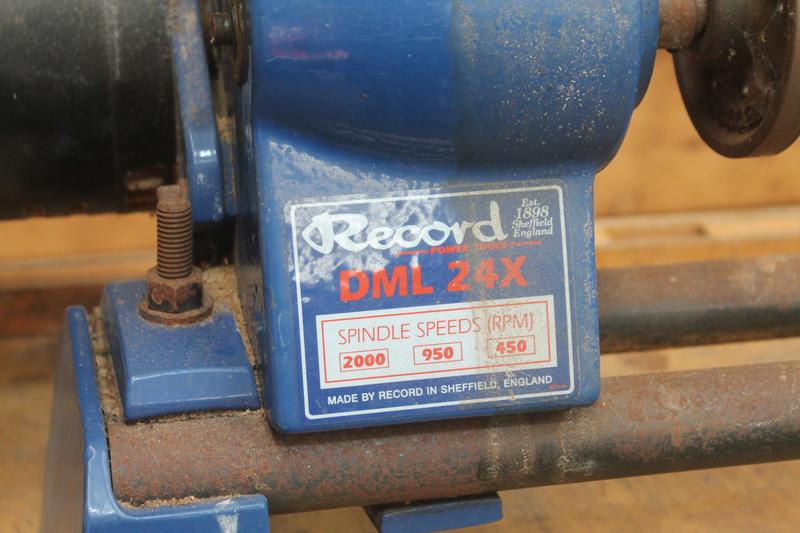 Record
Est.
1898
Sheffield
England
POWER TOOLS
DML 24X
SPINDLE SPEEDS (RPM)
2000 950 450
MADE BY RECORD IN SHEFFIELD, ENGLAND